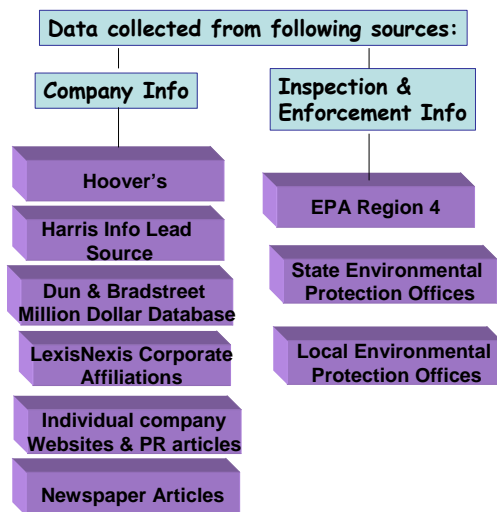 Data collected from following sources:
Company Info
Hoover's
Harris Info Lead
Source
Dun & Bradstreet
Million Dollar Database
LexisNexis Corporate
Affiliations
Individual company
Websites & PR articles
Newspaper Articles
Inspection &
Enforcement Info
EPA Region 4
State Environmental
Protection Offices
Local Environmental
Protection Offices